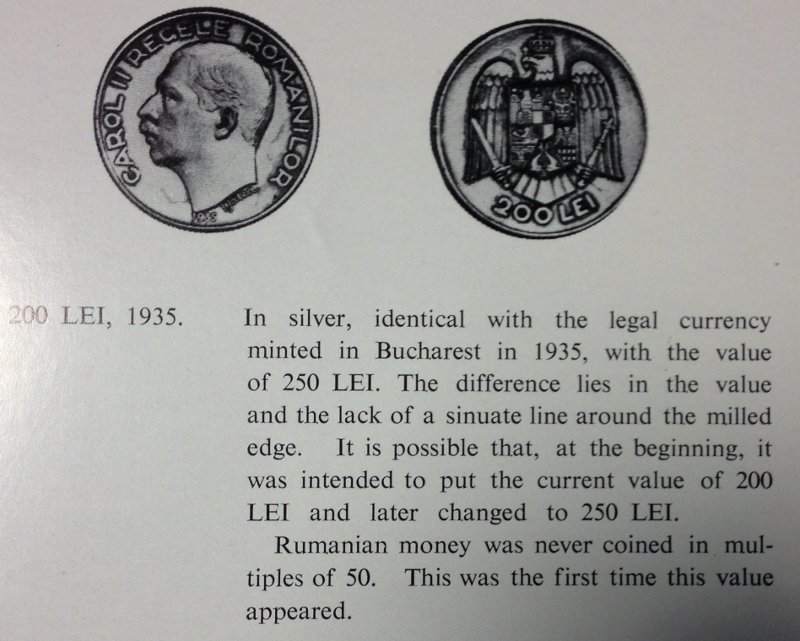 CAROL II REGELE ROMANILOR
1935
200 LEI
200 LEI, 1935.
In silver, identical with the legal currency
minted in Bucharest in 1935, with the value
of 250 LEI. The difference lies in the value
and the lack of a sinuate line around the milled
edge. It is possible that, at the beginning, it
was intended to put the current value of 200
LEI and later changed to 250 LEI.
Rumanian money was never coined in mul-
tiples of 50. This was the first time this value
appeared.